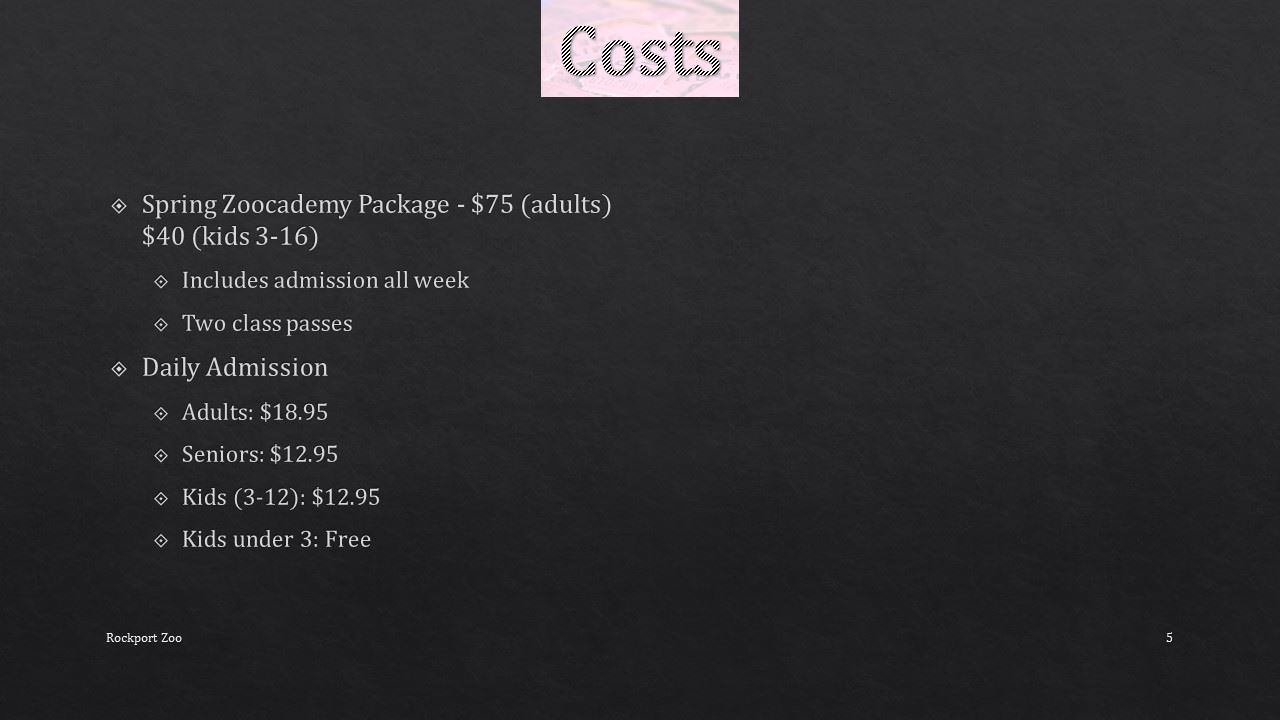 Costs
Spring Zoocademy Package - $75 (adults)
$40 (kids 3-16)
Includes admission all week
Two class passes
Daily Admission
Adults: $18.95
Seniors: $12.95
Kids (3-12): $12.95
Kids under 3: Free
Rockport Zoo
5